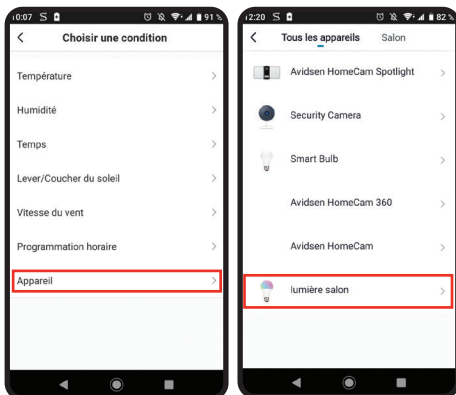 10:07 S 91 %
Choisir une condition
Température
Humidité
Temps
Lever/Coucher du soleil
Vitesse du vent
Programmation horaire
Appareil
12:20 S 82 %
Tous les appareils Salon
Avidsen HomeCam Spotlight
Security Camera
Smart Bulb
Avidsen HomeCam 360
Avidsen HomeCam
lumière salon